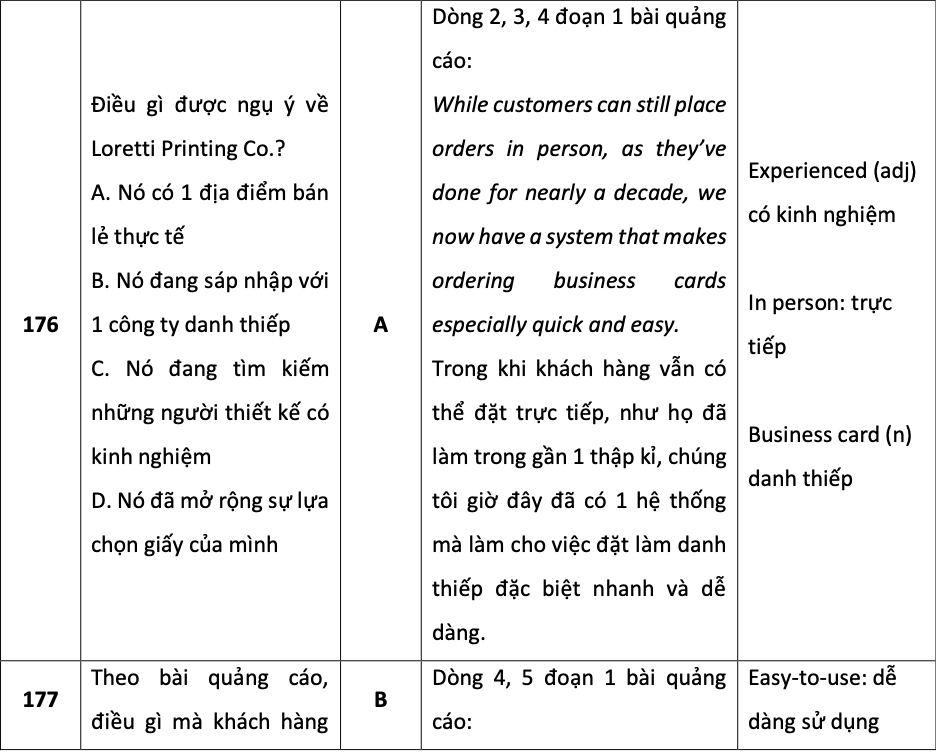 176
Điều gì được ngụ ý về
Loretti Printing Co.?
A. Nó có 1 địa điểm bán
lẻ thực tế
B. Nó đang sáp nhập với
1 công ty danh thiếp
C. Nó đang tìm kiếm
những người thiết kế có
kinh nghiệm
D. Nó đã mở rộng sự lựa
chọn giấy của mình
A
Dòng 2, 3, 4 đoạn 1 bài quảng
cáo:
While customers can still place
orders in person, as they’ve
done for nearly a decade, we
now have a system that makes
ordering business cards
especially quick and easy.
Trong khi khách hàng vẫn có
thể đặt trực tiếp, như họ đã
làm trong gần 1 thập kỉ, chúng
tôi giờ đây đã có 1 hệ thống
mà làm cho việc đặt làm danh
thiếp đặc biệt nhanh và dễ
dàng.
Experienced (adj)
có kinh nghiệm
In person: trực
tiếp
Business card (n)
danh thiếp
177
Theo bài quảng cáo,
điều gì mà khách hàng
B
Dòng 4, 5 đoạn 1 bài quảng
cáo:
Easy-to-use: dễ
dàng sử dụng